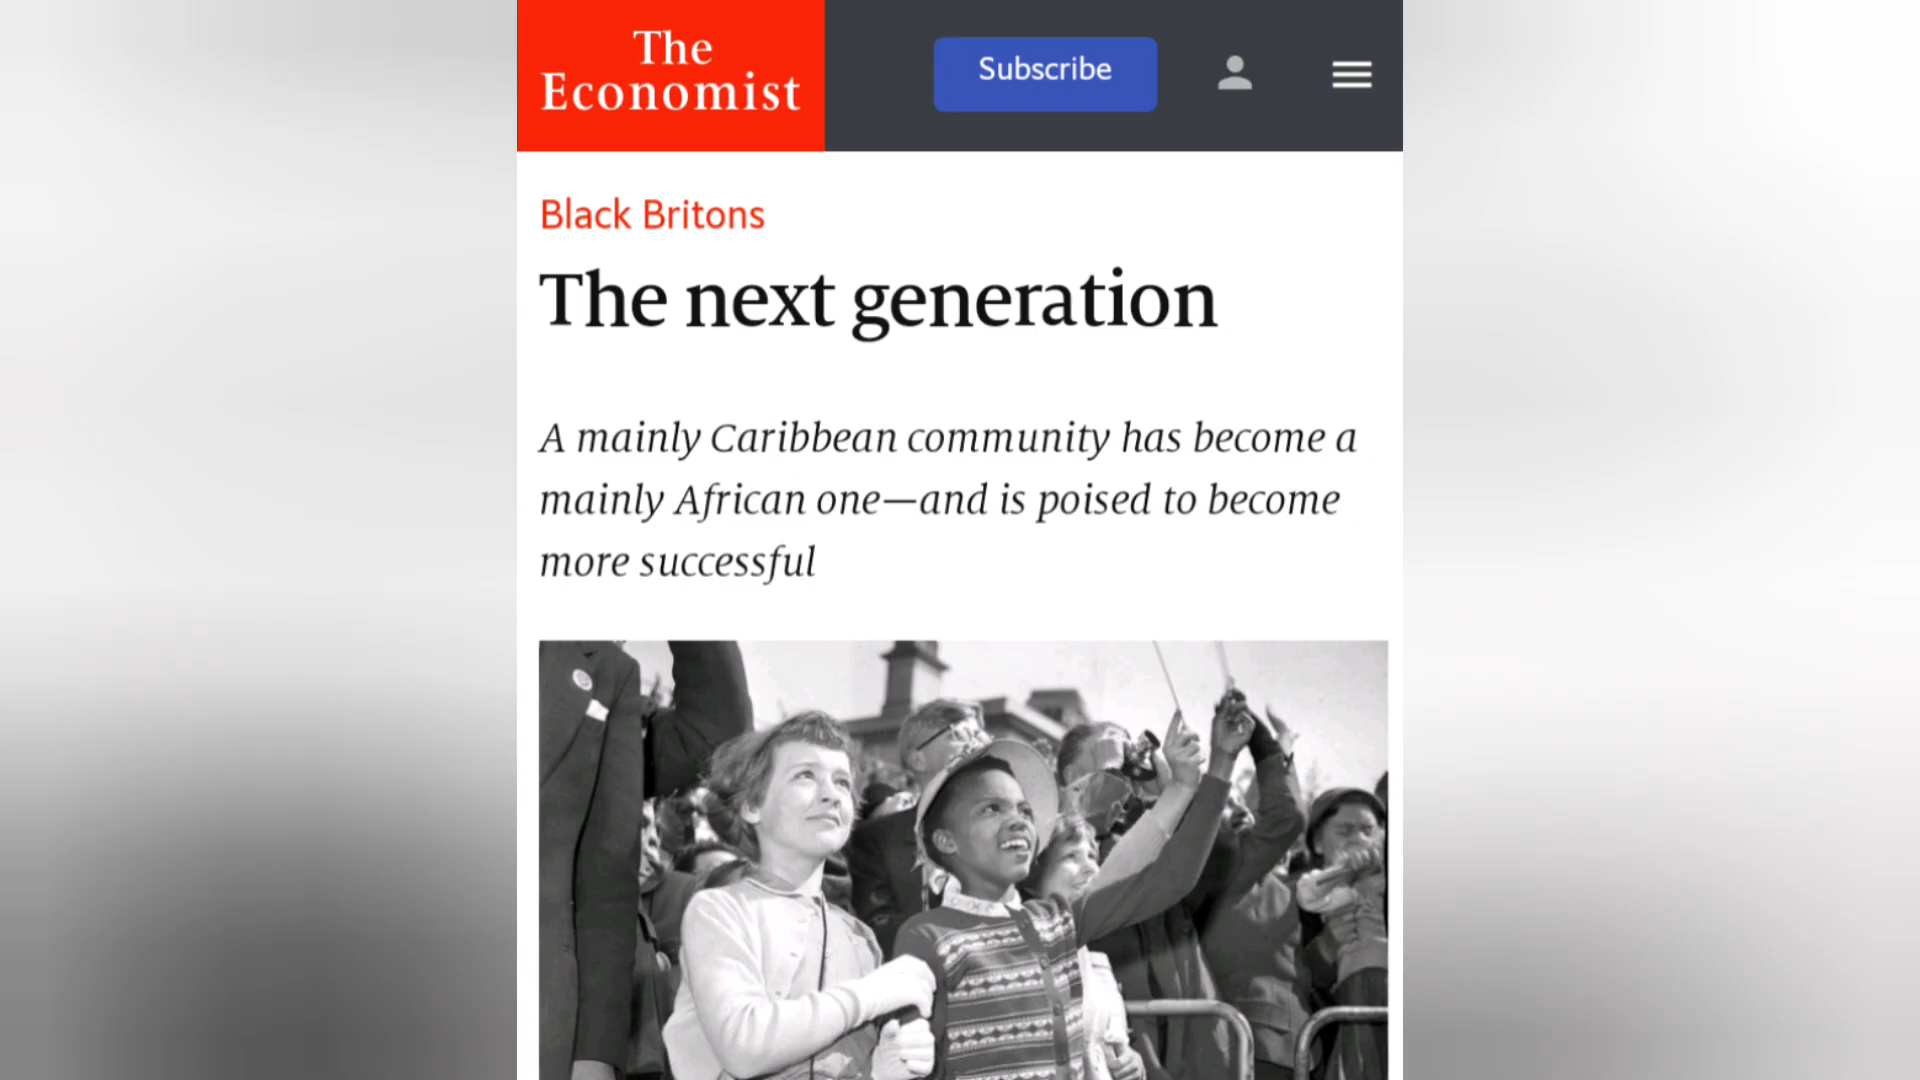 The
Economist
Subscribe
Black Britons
The next generation
A mainly Caribbean community has become a
mainly African one—and is poised to become
more successful